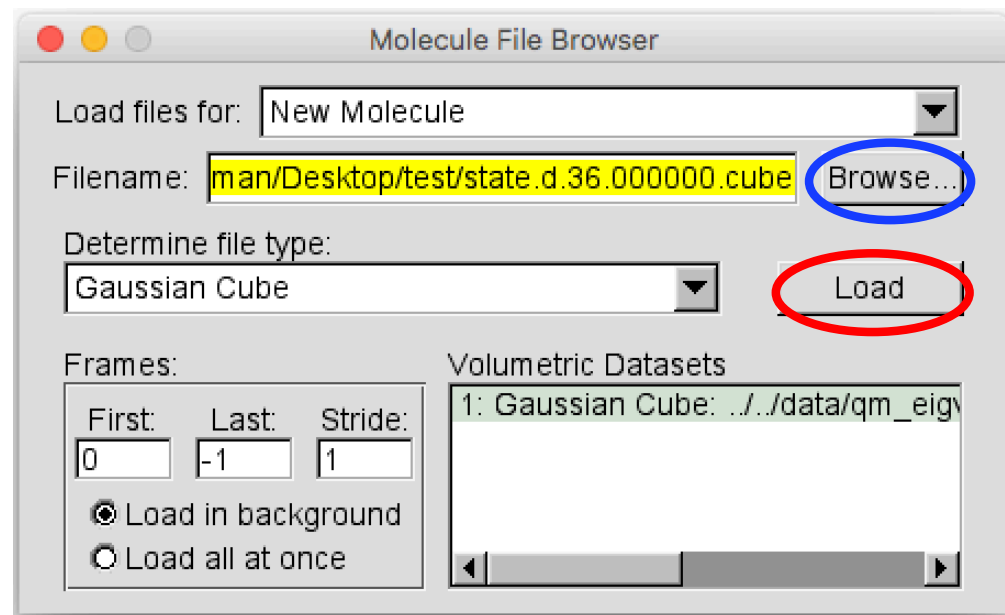 Molecule File Browser
Load files for: New Molecule
Filename: man/Desktop/test/state.d.36.000000.cube Browse...
Determine file type:
Gaussian Cube Load
Frames: Volumetric Datasets
First: Last: Stride: 1: Gaussian Cube: ../../data/qm_eigv
0 -1 1
Load in background
Load all at once